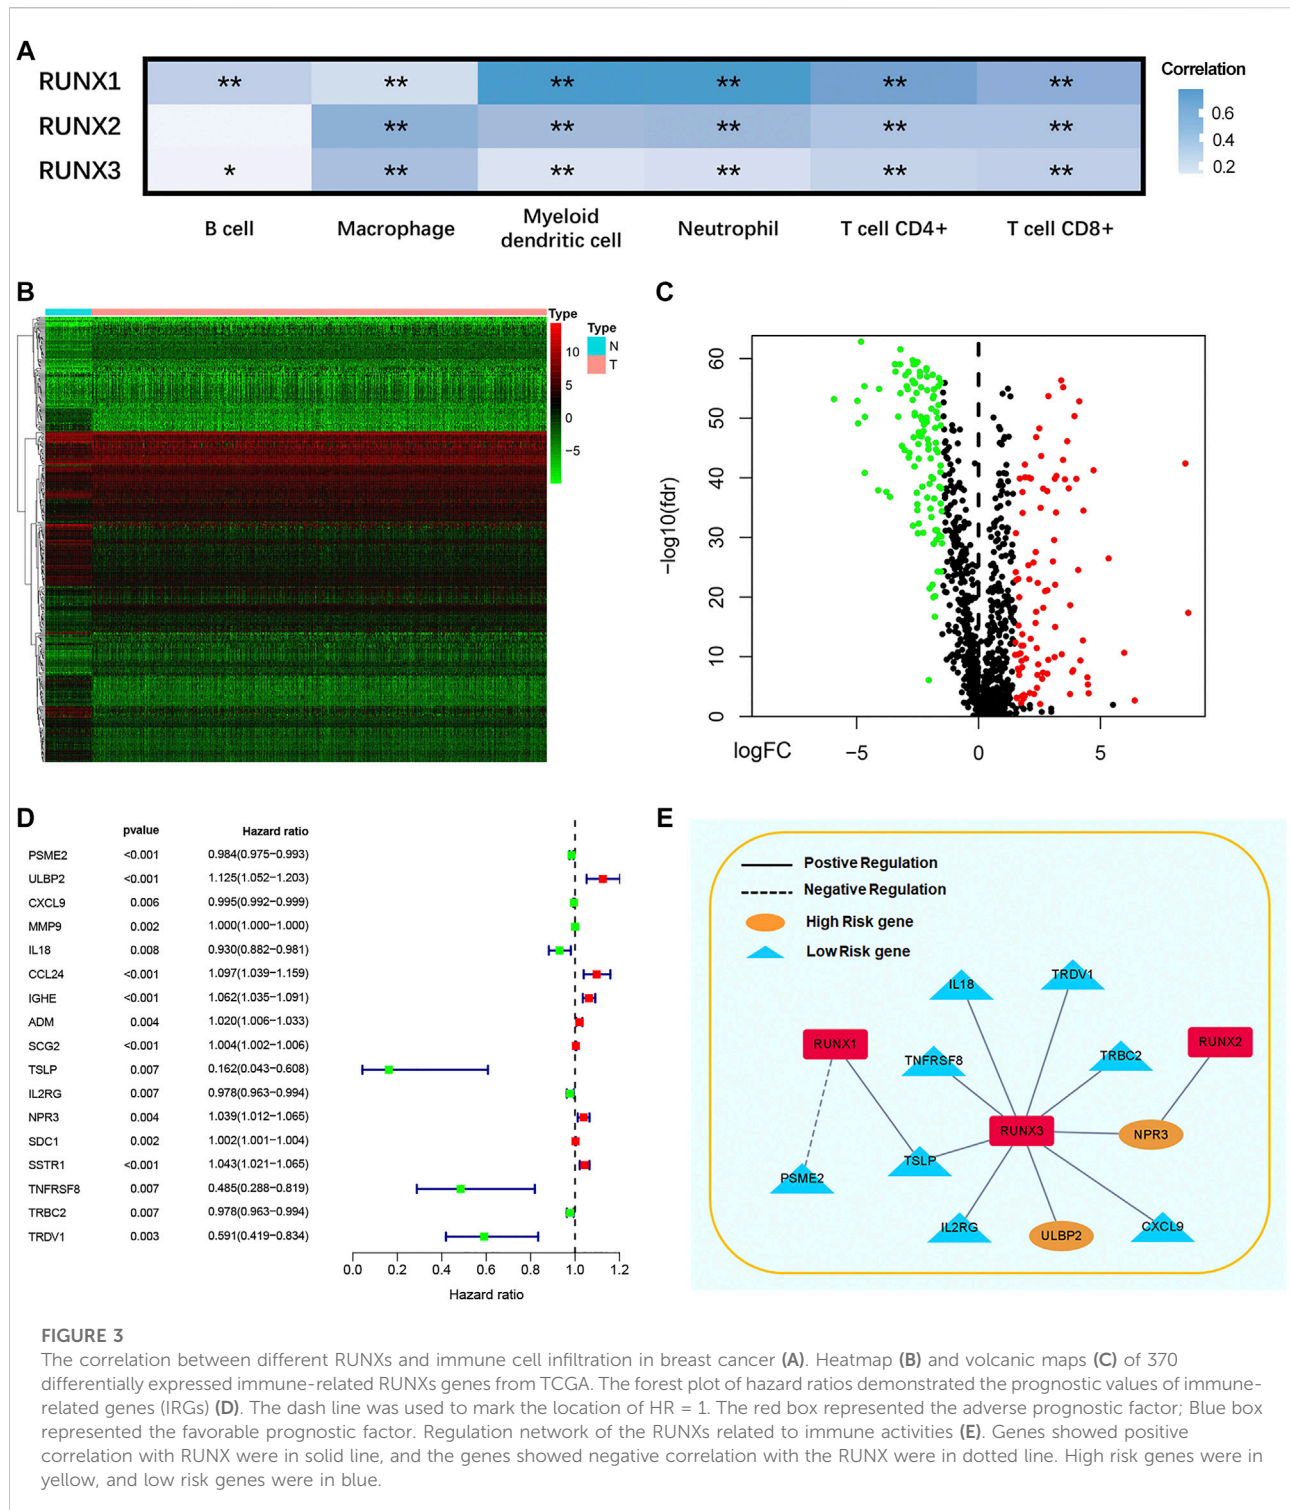 A
RUNX1 ** ** ** ** ** **
RUNX2 ** ** ** ** **
RUNX3 * ** ** ** ** **
B cell Macrophage Myeloid dendritic cell Neutrophil T cell CD4+ T cell CD8+
Correlation
0.6
0.4
0.2
B
Type
10
5
0
−5
Type
N
T
C
−log10(fdr)
60
50
40
30
20
10
0
logFC −5 0 5
D
pvalue Hazard ratio
PSME2 <0.001 0.984(0.975−0.993)
ULBP2 <0.001 1.125(1.052−1.203)
CXCL9 0.006 0.995(0.992−0.999)
MMP9 0.002 1.000(1.000−1.000)
IL18 0.008 0.930(0.882−0.981)
CCL24 <0.001 1.097(1.039−1.159)
IGHE <0.001 1.062(1.035−1.091)
ADM 0.004 1.020(1.006−1.033)
SCG2 <0.001 1.004(1.002−1.006)
TSLP 0.007 0.162(0.043−0.608)
IL2RG 0.007 0.978(0.963−0.994)
NPR3 0.004 1.039(1.012−1.065)
SDC1 0.002 1.002(1.001−1.004)
SSTR1 <0.001 1.043(1.021−1.065)
TNFRSF8 0.007 0.485(0.288−0.819)
TRBC2 0.007 0.978(0.963−0.994)
TRDV1 0.003 0.591(0.419−0.834)
0.0 0.2 0.4 0.6 0.8 1.0 1.2
Hazard ratio
E
Postive Regulation
Negative Regulation
High Risk gene
Low Risk gene
IL18
TRDV1
RUNX1
RUNX2
TNFRSF8
TRBC2
RUNX3
NPR3
TSLP
PSME2
IL2RG
ULBP2
CXCL9
FIGURE 3
The correlation between different RUNXs and immune cell infiltration in breast cancer (A). Heatmap (B) and volcanic maps (C) of 370
differentially expressed immune-related RUNXs genes from TCGA. The forest plot of hazard ratios demonstrated the prognostic values of immune-
related genes (IRGs) (D). The dash line was used to mark the location of HR = 1. The red box represented the adverse prognostic factor; Blue box
represented the favorable prognostic factor. Regulation network of the RUNXs related to immune activities (E). Genes showed positive
correlation with RUNX were in solid line, and the genes showed negative correlation with the RUNX were in dotted line. High risk genes were in
yellow, and low risk genes were in blue.